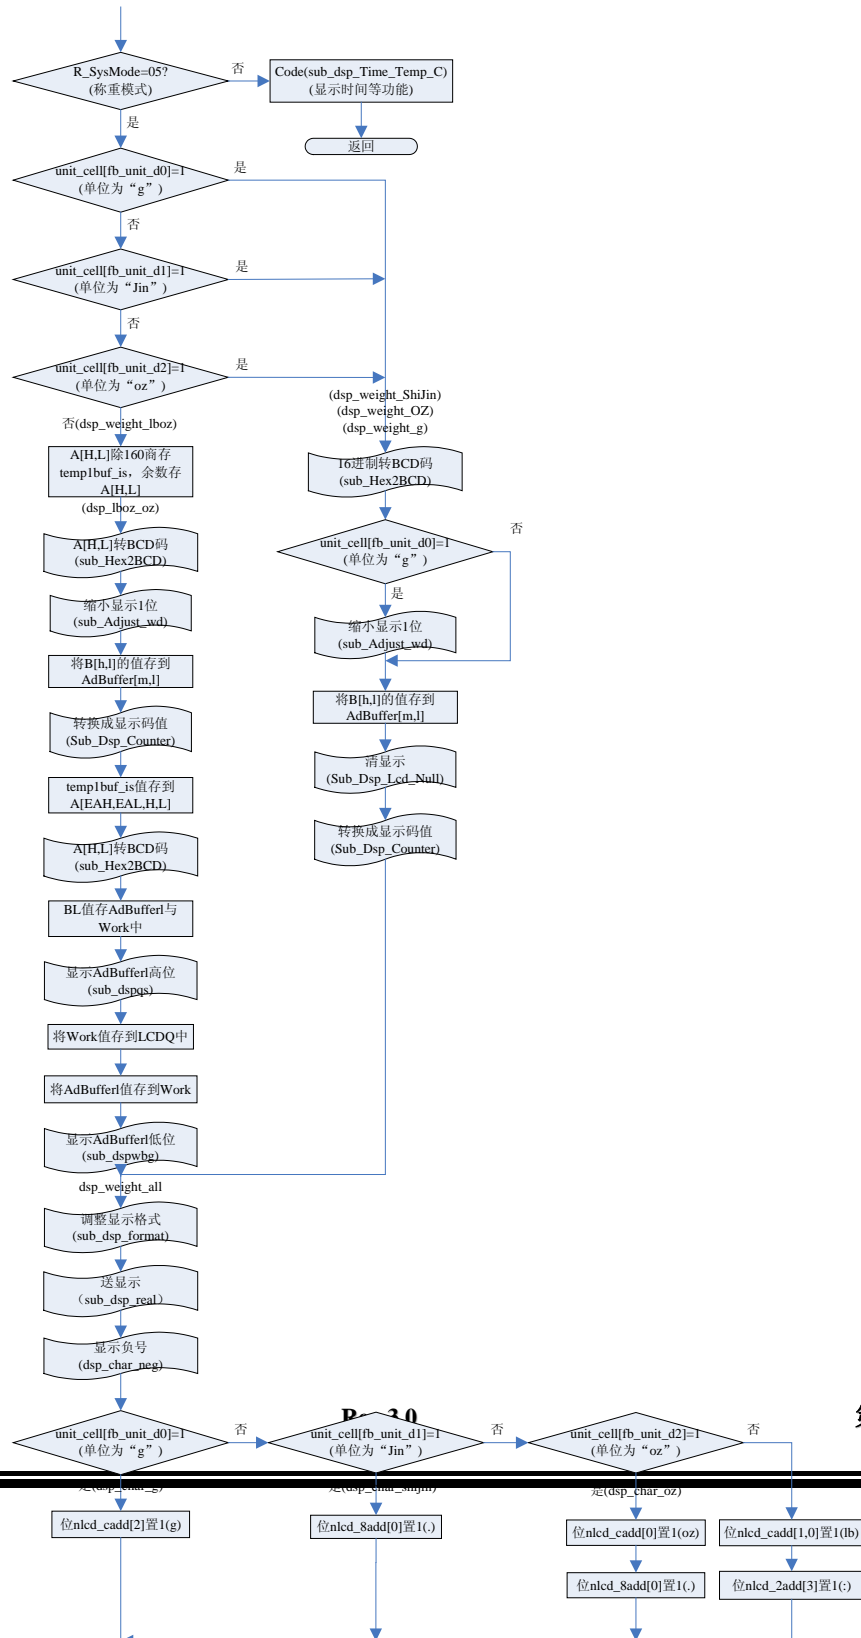 R_SysMode=05?
(称重模式)
否
Code(sub_dsp_Time_Temp_C)
(显示时间等功能)
是
返回
unit_cell[fb_unit_d0]=1
(单位为“g”)
是
否
unit_cell[fb_unit_d1]=1
(单位为“Jin”)
是
否
unit_cell[fb_unit_d2]=1
(单位为“oz”)
是
(dsp_weight_ShiJin)
(dsp_weight_OZ)
(dsp_weight_g)
否(dsp_weight_lboz)
A[H,L]除160商存
temp1buf_is，余数存
A[H,L]
(dsp_lboz_oz)
A[H,L]转BCD码
(sub_Hex2BCD)
缩小显示1位
(sub_Adjust_wd)
将B[h,l]的值存到
AdBuffer[m,l]
转换成显示码值
(Sub_Dsp_Counter)
temp1buf_is值存到
A[EAH,EAL,H,L]
A[H,L]转BCD码
(sub_Hex2BCD)
BL值存AdBufferl与
Work中
显示AdBufferl高位
(sub_dspqs)
将Work值存到LCDQ中
将AdBufferl值存到Work
显示AdBufferl低位
(sub_dspwbg)
16进制转BCD码
(sub_Hex2BCD)
unit_cell[fb_unit_d0]=1
(单位为“g”)
否
是
缩小显示1位
(sub_Adjust_wd)
将B[h,l]的值存到
AdBuffer[m,l]
清显示
(Sub_Dsp_Lcd_Null)
转换成显示码值
(Sub_Dsp_Counter)
dsp_weight_all
调整显示格式
(sub_dsp_format)
送显示
（sub_dsp_real）
显示负号
(dsp_char_neg)
unit_cell[fb_unit_d0]=1
(单位为“g”)
否
unit_cell[fb_unit_d1]=1
(单位为“Jin”)
否
unit_cell[fb_unit_d2]=1
(单位为“oz”)
否
是(dsp_char_g)
是(dsp_char_shijin)
是(dsp_char_oz)
位nlcd_cadd[2]置1(g)
位nlcd_8add[0]置1(.)
位nlcd_cadd[0]置1(oz)
位nlcd_cadd[1,0]置1(lb)
位nlcd_8add[0]置1(.)
位nlcd_2add[3]置1(:)